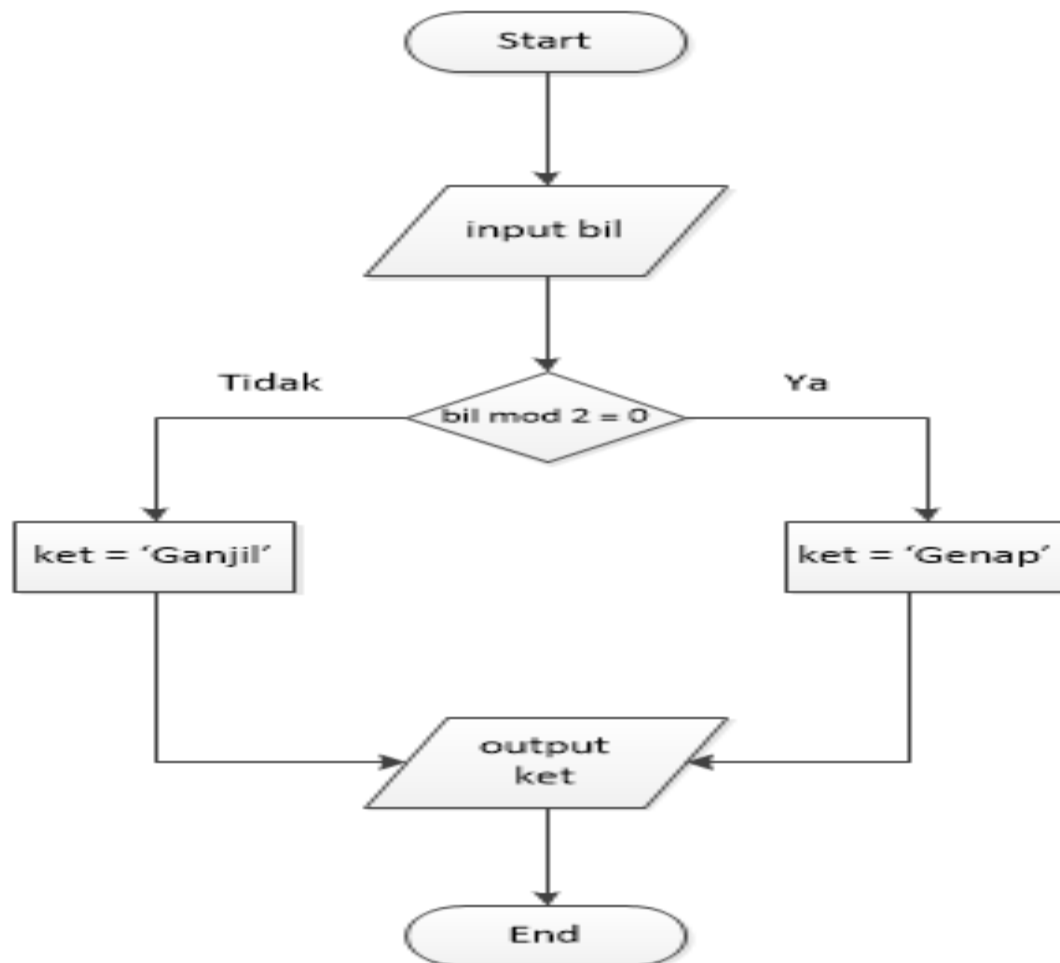 Start
input bil
Tidak
Ya
bil mod 2 = 0
ket = ‘Ganjil’
ket = ‘Genap’
output
ket
End